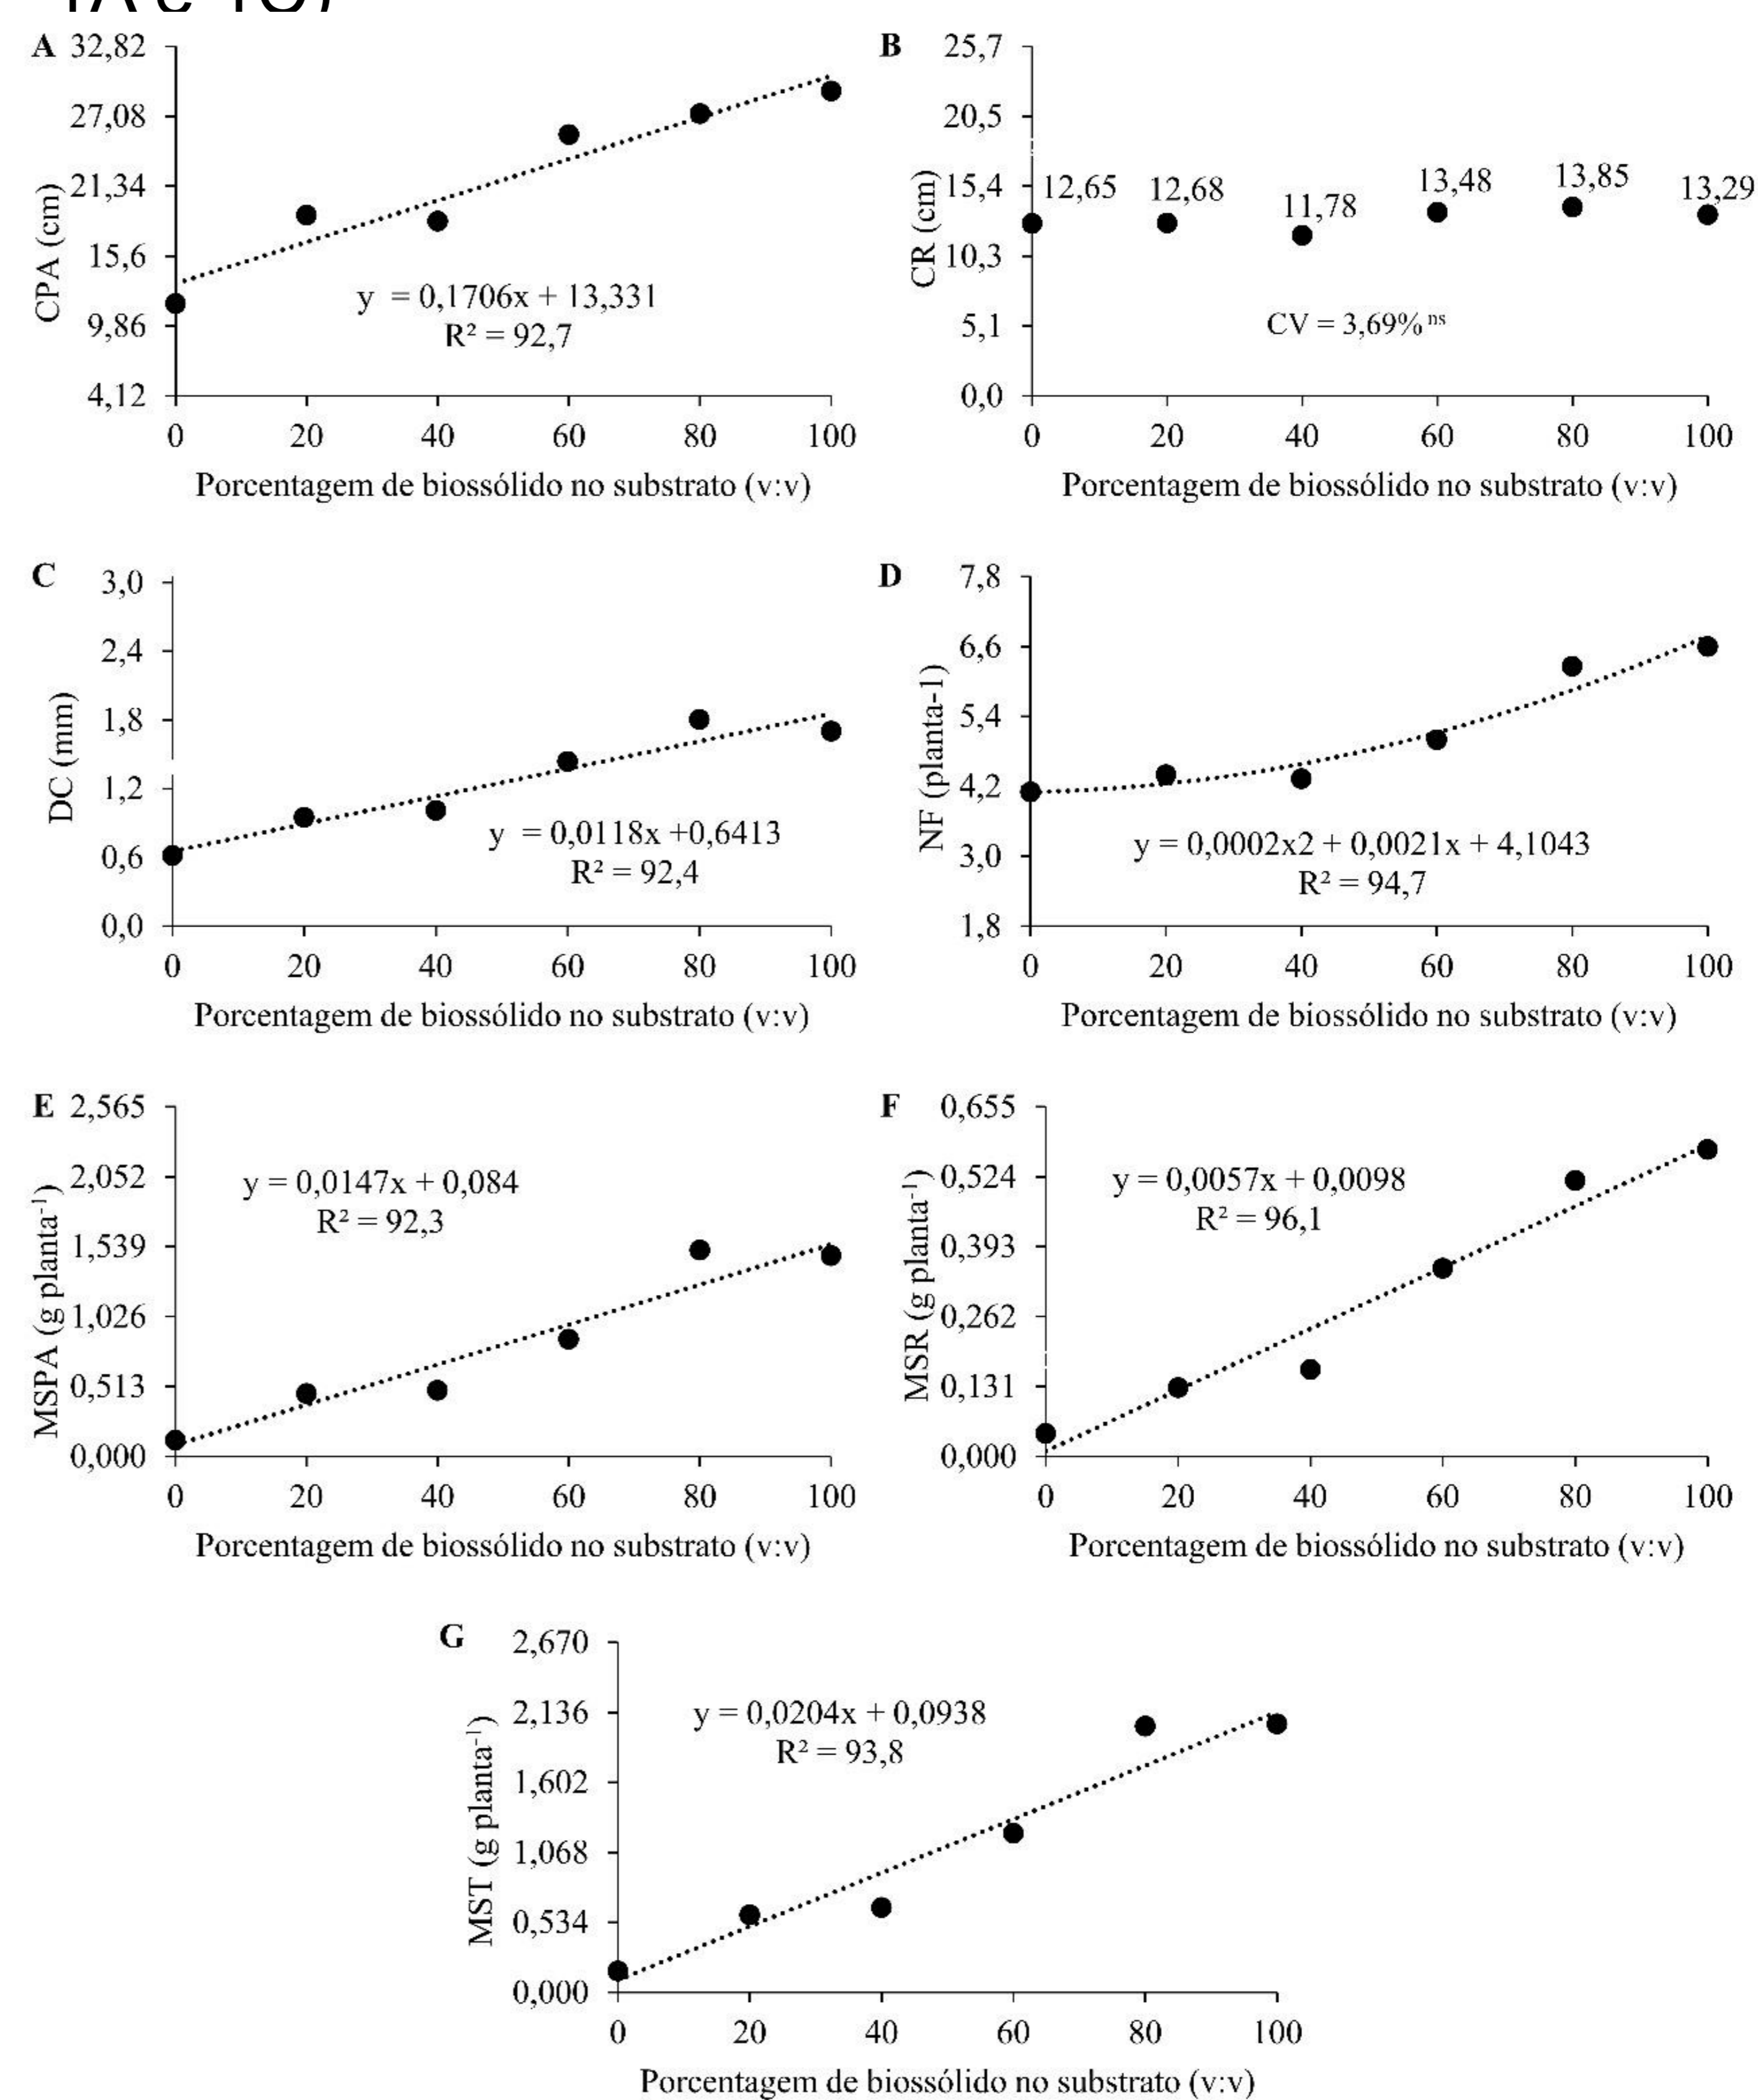 A
32,82
27,08
21,34
15,6
9,86
4,12
CPA (cm)
y = 0,1706x + 13,331
R² = 92,7
0 20 40 60 80 100
Porcentagem de biossólido no substrato (v:v)
B
25,7
20,5
15,4
10,3
5,1
0,0
CR (cm)
12,65 12,68 11,78 13,48 13,85 13,29
CV = 3,69% ns
0 20 40 60 80 100
Porcentagem de biossólido no substrato (v:v)
C
3,0
2,4
1,8
1,2
0,6
0,0
DC (mm)
y = 0,0118x +0,6413
R² = 92,4
0 20 40 60 80 100
Porcentagem de biossólido no substrato (v:v)
D
7,8
6,6
5,4
4,2
3,0
1,8
NF (planta-1)
y = 0,0002x2 + 0,0021x + 4,1043
R² = 94,7
0 20 40 60 80 100
Porcentagem de biossólido no substrato (v:v)
E
2,565
2,052
1,539
1,026
0,513
0,000
MSPA (g planta⁻¹)
y = 0,0147x + 0,084
R² = 92,3
0 20 40 60 80 100
Porcentagem de biossólido no substrato (v:v)
F
0,655
0,524
0,393
0,262
0,131
0,000
MSR (g planta⁻¹)
y = 0,0057x + 0,0098
R² = 96,1
0 20 40 60 80 100
Porcentagem de biossólido no substrato (v:v)
G
2,670
2,136
1,602
1,068
0,534
0,000
MST (g planta⁻¹)
y = 0,0204x + 0,0938
R² = 93,8
0 20 40 60 80 100
Porcentagem de biossólido no substrato (v:v)